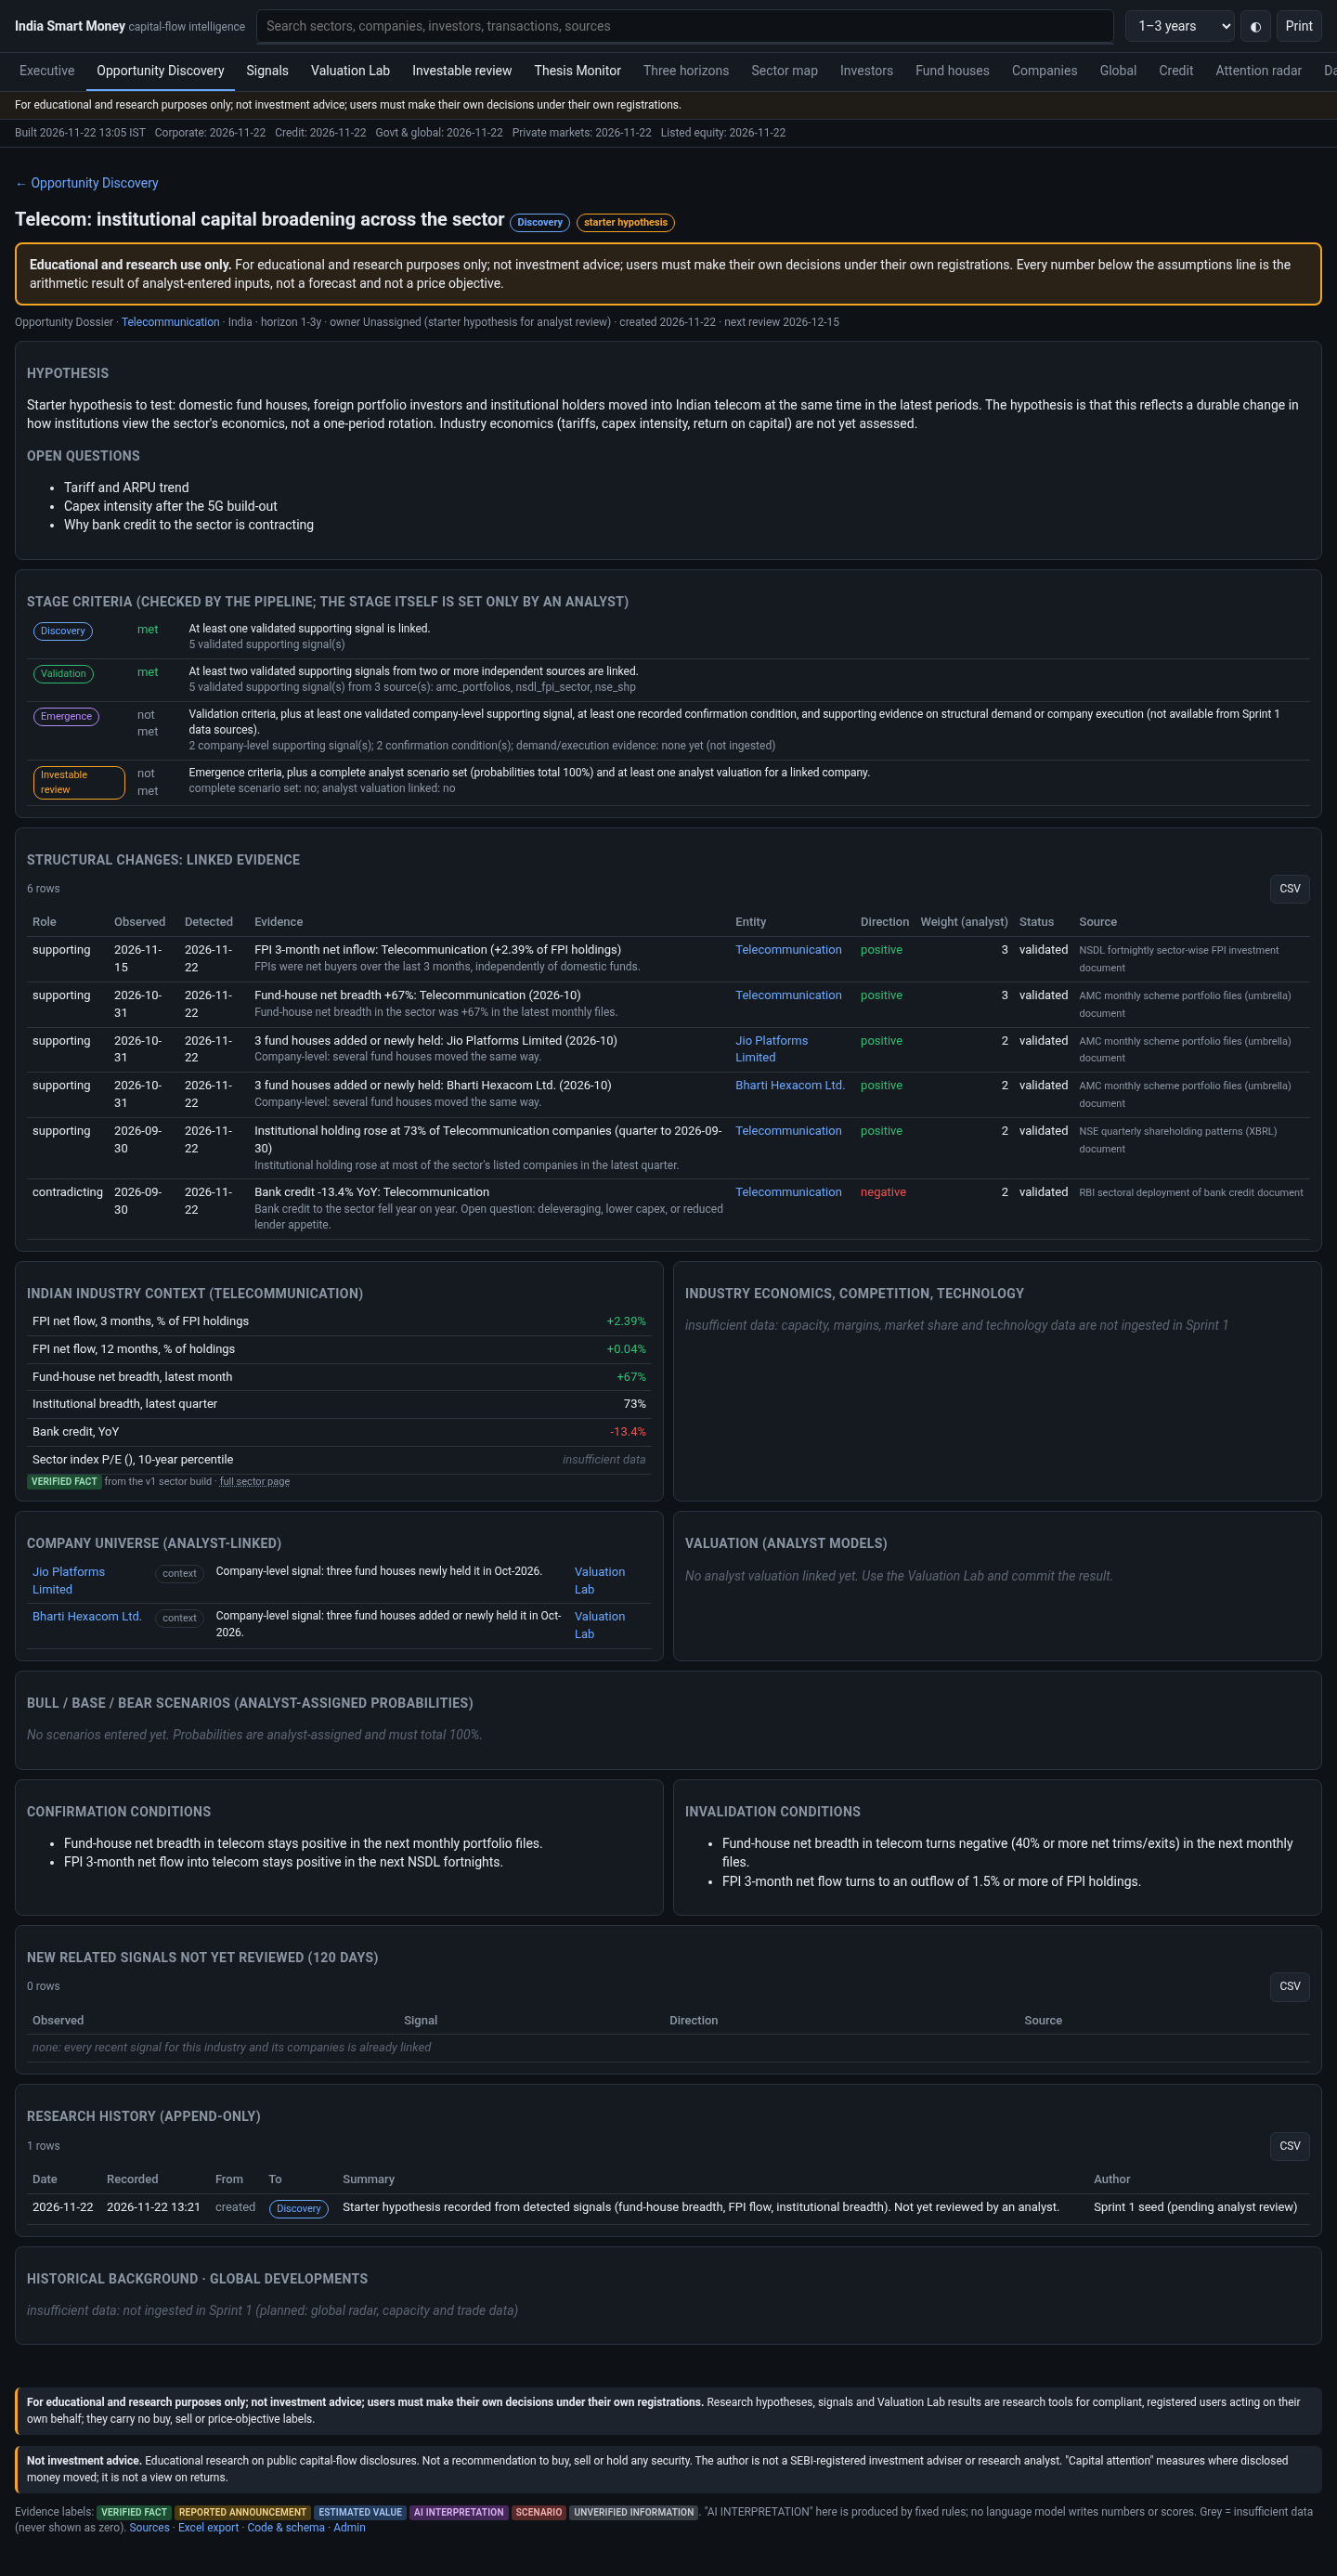 India Smart Money capital-flow intelligence
Search sectors, companies, investors, transactions, sources
1–3 years
◐
Print
Executive
Opportunity Discovery
Signals
Valuation Lab
Investable review
Thesis Monitor
Three horizons
Sector map
Investors
Fund houses
Companies
Global
Credit
Attention radar
For educational and research purposes only; not investment advice; users must make their own decisions under their own registrations.
Built 2026-11-22 13:05 IST Corporate: 2026-11-22 Credit: 2026-11-22 Govt & global: 2026-11-22 Private markets: 2026-11-22 Listed equity: 2026-11-22
← Opportunity Discovery
Telecom: institutional capital broadening across the sector Discovery starter hypothesis
Educational and research use only. For educational and research purposes only; not investment advice; users must make their own decisions under their own registrations. Every number below the assumptions line is the
arithmetic result of analyst-entered inputs, not a forecast and not a price objective.
Opportunity Dossier · Telecommunication · India · horizon 1-3y · owner Unassigned (starter hypothesis for analyst review) · created 2026-11-22 · next review 2026-12-15
HYPOTHESIS
Starter hypothesis to test: domestic fund houses, foreign portfolio investors and institutional holders moved into Indian telecom at the same time in the latest periods. The hypothesis is that this reflects a durable change in
how institutions view the sector's economics, not a one-period rotation. Industry economics (tariffs, capex intensity, return on capital) are not yet assessed.
OPEN QUESTIONS
• Tariff and ARPU trend
• Capex intensity after the 5G build-out
• Why bank credit to the sector is contracting
STAGE CRITERIA (CHECKED BY THE PIPELINE; THE STAGE ITSELF IS SET ONLY BY AN ANALYST)
Discovery met At least one validated supporting signal is linked.
5 validated supporting signal(s)
Validation met At least two validated supporting signals from two or more independent sources are linked.
5 validated supporting signal(s) from 3 source(s): amc_portfolios, nsdl_fpi_sector, nse_shp
Emergence not Validation criteria, plus at least one validated company-level supporting signal, at least one recorded confirmation condition, and supporting evidence on structural demand or company execution (not available from Sprint 1
met data sources).
2 company-level supporting signal(s); 2 confirmation condition(s); demand/execution evidence: none yet (not ingested)
Investable not Emergence criteria, plus a complete analyst scenario set (probabilities total 100%) and at least one analyst valuation for a linked company.
review met complete scenario set: no; analyst valuation linked: no
STRUCTURAL CHANGES: LINKED EVIDENCE
6 rows
CSV
Role Observed Detected Evidence Entity Direction Weight (analyst) Status Source
supporting 2026-11- 2026-11- FPI 3-month net inflow: Telecommunication (+2.39% of FPI holdings) Telecommunication positive 3 validated NSDL fortnightly sector-wise FPI investment
15 22 FPIs were net buyers over the last 3 months, independently of domestic funds. document
supporting 2026-10- 2026-11- Fund-house net breadth +67%: Telecommunication (2026-10) Telecommunication positive 3 validated AMC monthly scheme portfolio files (umbrella)
31 22 Fund-house net breadth in the sector was +67% in the latest monthly files. document
supporting 2026-10- 2026-11- 3 fund houses added or newly held: Jio Platforms Limited (2026-10) Jio Platforms positive 2 validated AMC monthly scheme portfolio files (umbrella)
31 22 Company-level: several fund houses moved the same way. Limited document
supporting 2026-10- 2026-11- 3 fund houses added or newly held: Bharti Hexacom Ltd. (2026-10) Bharti Hexacom Ltd. positive 2 validated AMC monthly scheme portfolio files (umbrella)
31 22 Company-level: several fund houses moved the same way. document
supporting 2026-09- 2026-11- Institutional holding rose at 73% of Telecommunication companies (quarter to 2026-09- Telecommunication positive 2 validated NSE quarterly shareholding patterns (XBRL)
30 22 30) document
Institutional holding rose at most of the sector's listed companies in the latest quarter.
contradicting 2026-09- 2026-11- Bank credit -13.4% YoY: Telecommunication Telecommunication negative 2 validated RBI sectoral deployment of bank credit document
30 22 Bank credit to the sector fell year on year. Open question: deleveraging, lower capex, or reduced
lender appetite.
INDIAN INDUSTRY CONTEXT (TELECOMMUNICATION)
FPI net flow, 3 months, % of FPI holdings +2.39%
FPI net flow, 12 months, % of holdings +0.04%
Fund-house net breadth, latest month +67%
Institutional breadth, latest quarter 73%
Bank credit, YoY -13.4%
Sector index P/E (), 10-year percentile insufficient data
VERIFIED FACT from the v1 sector build · full sector page
INDUSTRY ECONOMICS, COMPETITION, TECHNOLOGY
insufficient data: capacity, margins, market share and technology data are not ingested in Sprint 1
COMPANY UNIVERSE (ANALYST-LINKED)
Jio Platforms context Company-level signal: three fund houses newly held it in Oct-2026. Valuation
Limited Lab
Bharti Hexacom Ltd. context Company-level signal: three fund houses added or newly held it in Oct- Valuation
2026. Lab
VALUATION (ANALYST MODELS)
No analyst valuation linked yet. Use the Valuation Lab and commit the result.
BULL / BASE / BEAR SCENARIOS (ANALYST-ASSIGNED PROBABILITIES)
No scenarios entered yet. Probabilities are analyst-assigned and must total 100%.
CONFIRMATION CONDITIONS
• Fund-house net breadth in telecom stays positive in the next monthly portfolio files.
• FPI 3-month net flow into telecom stays positive in the next NSDL fortnights.
INVALIDATION CONDITIONS
• Fund-house net breadth in telecom turns negative (40% or more net trims/exits) in the next monthly
files.
• FPI 3-month net flow turns to an outflow of 1.5% or more of FPI holdings.
NEW RELATED SIGNALS NOT YET REVIEWED (120 DAYS)
0 rows
CSV
Observed Signal Direction Source
none: every recent signal for this industry and its companies is already linked
RESEARCH HISTORY (APPEND-ONLY)
1 rows
CSV
Date Recorded From To Summary Author
2026-11-22 2026-11-22 13:21 created Discovery Starter hypothesis recorded from detected signals (fund-house breadth, FPI flow, institutional breadth). Not yet reviewed by an analyst. Sprint 1 seed (pending analyst review)
HISTORICAL BACKGROUND · GLOBAL DEVELOPMENTS
insufficient data: not ingested in Sprint 1 (planned: global radar, capacity and trade data)
For educational and research purposes only; not investment advice; users must make their own decisions under their own registrations. Research hypotheses, signals and Valuation Lab results are research tools for compliant, registered users acting on their
own behalf; they carry no buy, sell or price-objective labels.
Not investment advice. Educational research on public capital-flow disclosures. Not a recommendation to buy, sell or hold any security. The author is not a SEBI-registered investment adviser or research analyst. "Capital attention" measures where disclosed
money moved; it is not a view on returns.
Evidence labels: VERIFIED FACT REPORTED ANNOUNCEMENT ESTIMATED VALUE AI INTERPRETATION SCENARIO UNVERIFIED INFORMATION. "AI INTERPRETATION" here is produced by fixed rules; no language model writes numbers or scores. Grey = insufficient data
(never shown as zero). Sources · Excel export · Code & schema · Admin